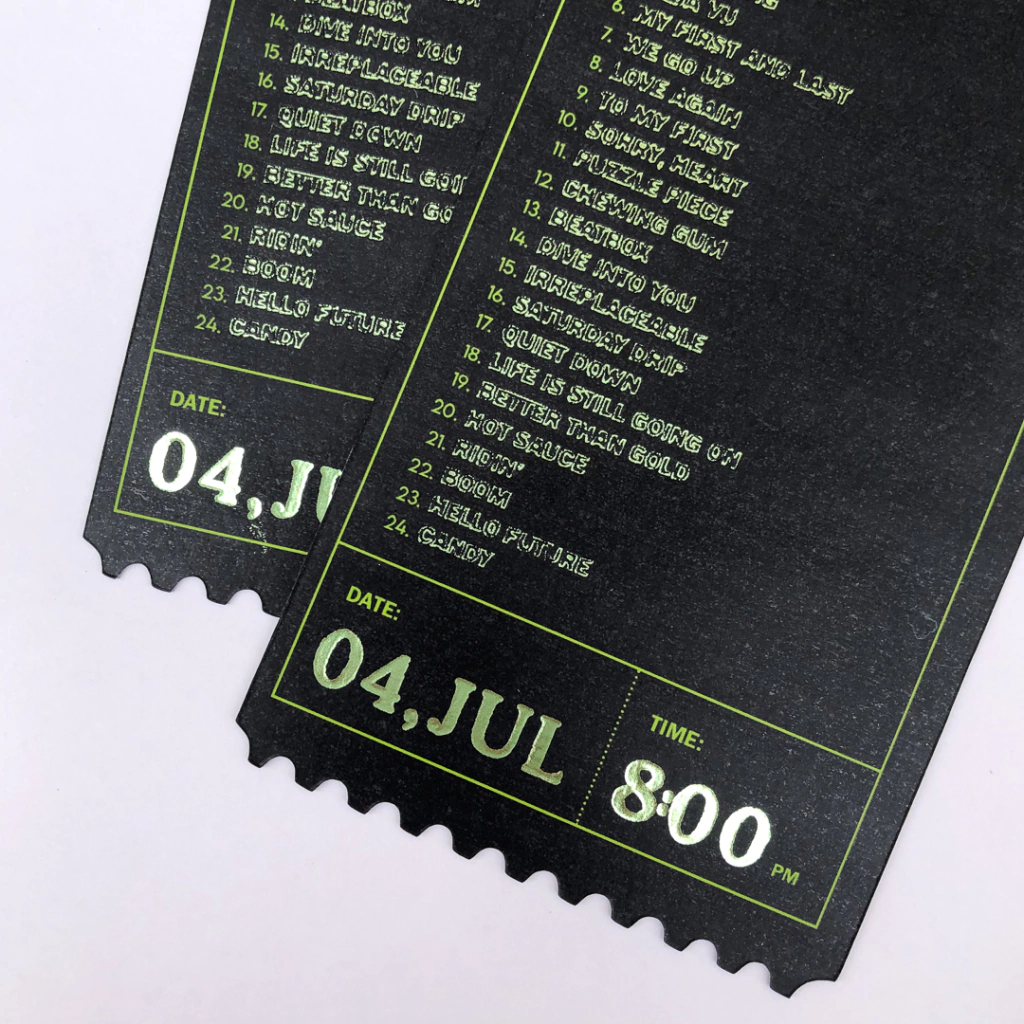 14. DIVE INTO YOU
15. IRREPLACEABLE
16. SATURDAY DRIP
17. QUIET DOWN
18. LIFE IS STILL GOI
19. BETTER THAN GO
20. HOT SAUCE
21. RIDIN'
22. BOOM
23. HELLO FUTURE
24. CANDY
DATE:
04, JU
6. MY FIRST AND LAST
7. WE GO UP
8. LOVE AGAIN
9. TO MY FIRST
10. SORRY, HEART
11. PUZZLE PIECE
12. CHEWING GUM
13. BEATBOX
14. DIVE INTO YOU
15. IRREPLACEABLE
16. SATURDAY DRIP
17. QUIET DOWN
18. LIFE IS STILL GOING ON
19. BETTER THAN GOLD
20. HOT SAUCE
21. RIDIN'
22. BOOM
23. HELLO FUTURE
24. CANDY
DATE:
04, JUL
TIME:
8:00 PM